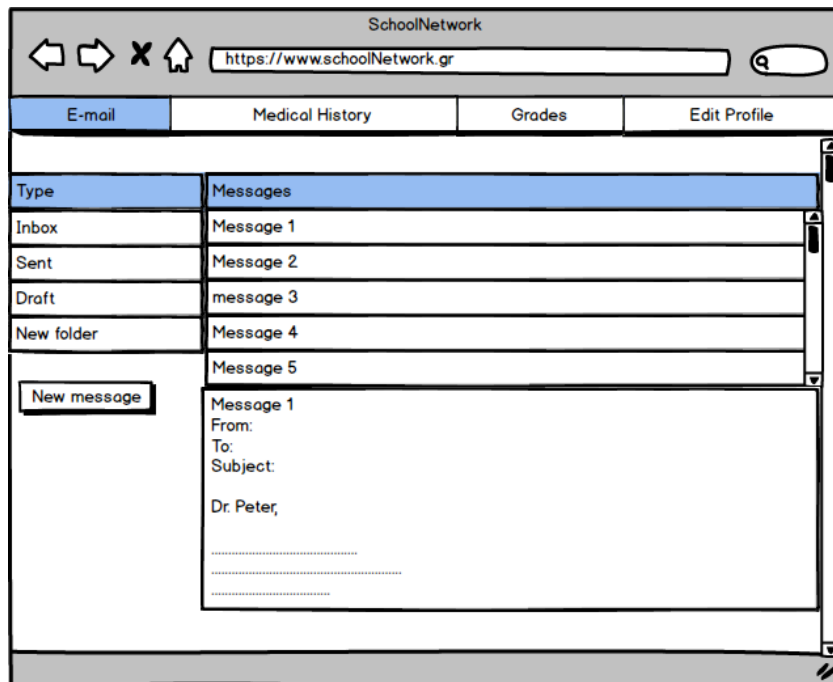 SchoolNetwork
https://www.schoolNetwork.gr
E-mail Medical History Grades Edit Profile
Type
Inbox
Sent
Draft
New folder
New message
Messages
Message 1
Message 2
message 3
Message 4
Message 5
Message 1
From:
To:
Subject:
Dr. Peter,